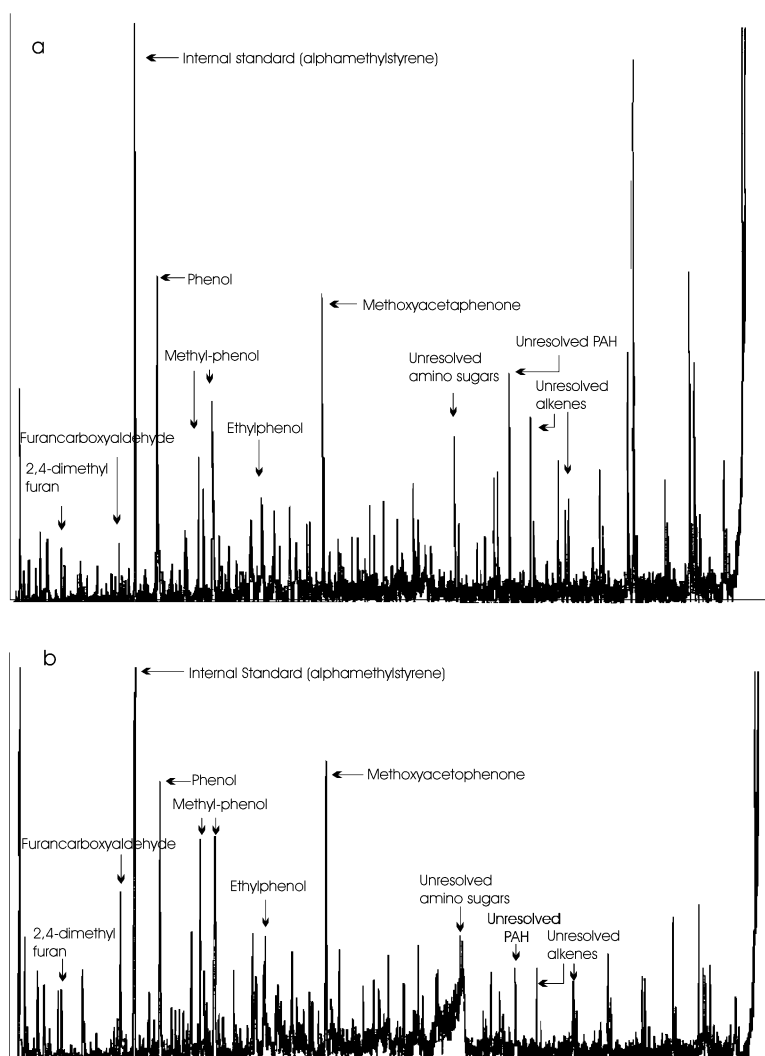 a
Internal standard (alphamethylstyrene)
Phenol
Methoxyacetaphenone
Methyl-phenol
Unresolved PAH
Unresolved
amino sugars
Unresolved
alkenes
Ethylphenol
Furancarboxyaldehyde
2,4-dimethyl
furan
b
Internal Standard (alphamethylstyrene)
Methoxyacetophenone
Phenol
Methyl-phenol
Furancarboxyaldehyde
Unresolved
amino sugars
Ethylphenol
Unresolved
PAH
Unresolved
alkenes
2,4-dimethyl
furan